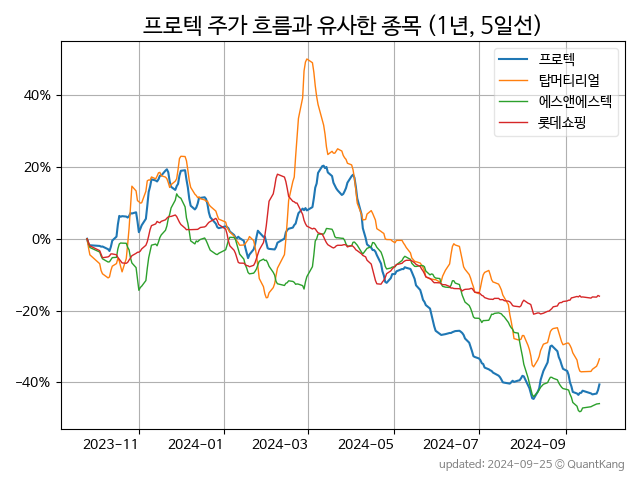 프로텍 주가 흐름과 유사한 종목 (1년, 5일선)
프로텍
탑머티리얼
에스앤에스텍
롯데쇼핑
40%
20%
0%
−20%
−40%
2023-11 2024-01 2024-03 2024-05 2024-07 2024-09
updated: 2024-09-25 © QuantKang